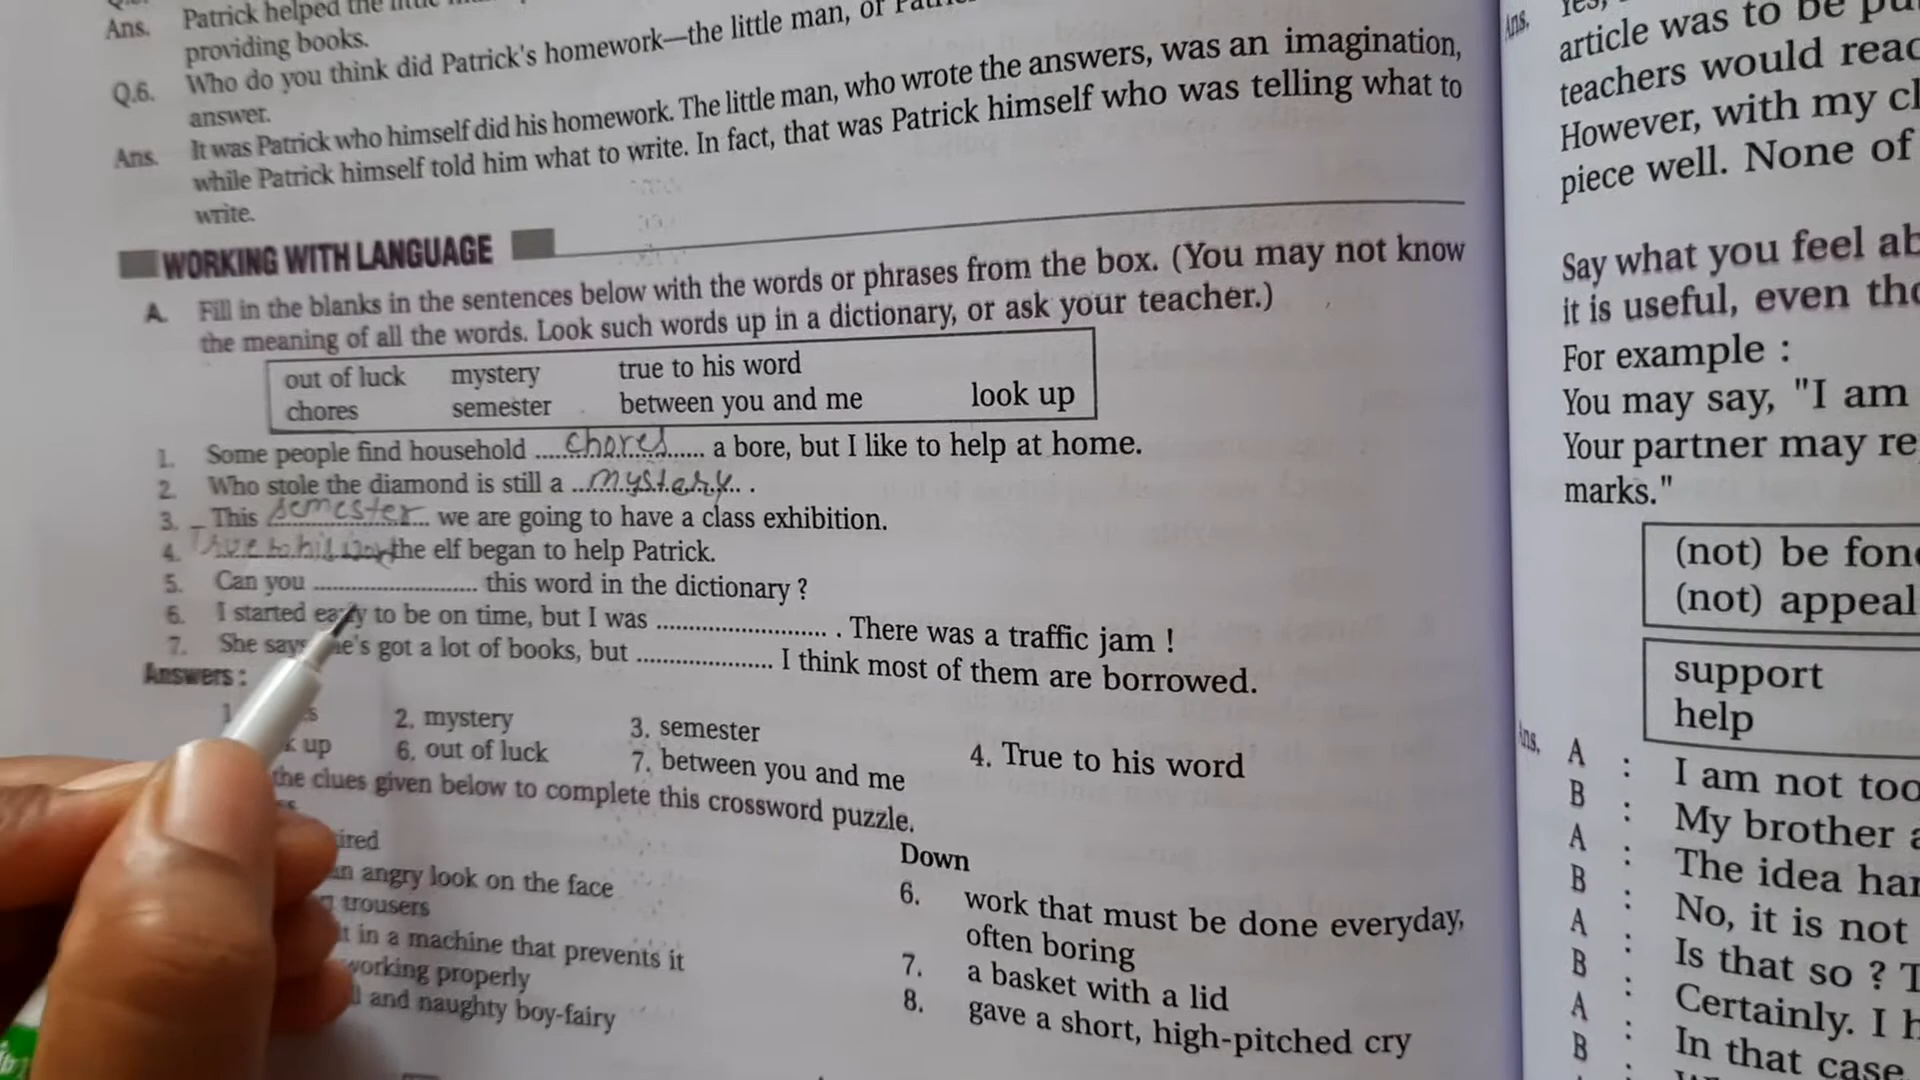 Ans. Patrick helped the
providing books.
Q.6. Who do you think did Patrick's homework—the little man, or
answer.
Ans. It was Patrick who himself did his homework. The little man, who wrote the answers, was an imagination,
while Patrick himself told him what to write. In fact, that was Patrick himself who was telling what to
write.
WORKING WITH LANGUAGE
A. Fill in the blanks in the sentences below with the words or phrases from the box. (You may not know
the meaning of all the words. Look such words up in a dictionary, or ask your teacher.)
out of luck mystery true to his word
chores semester between you and me look up
1. Some people find household ....chores.... a bore, but I like to help at home.
2. Who stole the diamond is still a ...mystery... .
3. This semester we are going to have a class exhibition.
4. True to his word the elf began to help Patrick.
5. Can you ............................ this word in the dictionary ?
6. I started early to be on time, but I was ............................ . There was a traffic jam !
7. She says got a lot of books, but ....................... I think most of them are borrowed.
Answers :
2. mystery 3. semester 4. True to his word
up 6. out of luck 7. between you and me
the clues given below to complete this crossword puzzle.
angry look on the face
trousers
in a machine that prevents it
working properly
and naughty boy-fairy
Down
6. work that must be done everyday,
often boring
7. a basket with a lid
8. gave a short, high-pitched cry
Ans.
article was to be
teachers would
However, with my
piece well. None of
Say what you feel
it is useful, even
For example :
You may say, "I am
Your partner may
marks."
(not) be
(not) appeal
support
help
Ans. A : I am not too
B : My brother
A : The idea
B : No, it is not
A : Is that so ?
B : Certainly. I
A : In that case
B :